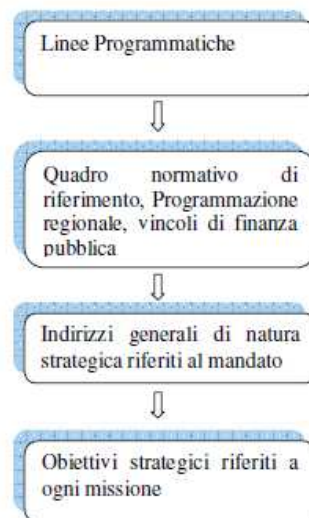 Linee Programmatiche
Quadro normativo di
riferimento, Programmazione
regionale, vincoli di finanza
pubblica
Indirizzi generali di natura
strategica riferiti al mandato
Obiettivi strategici riferiti a
ogni missione